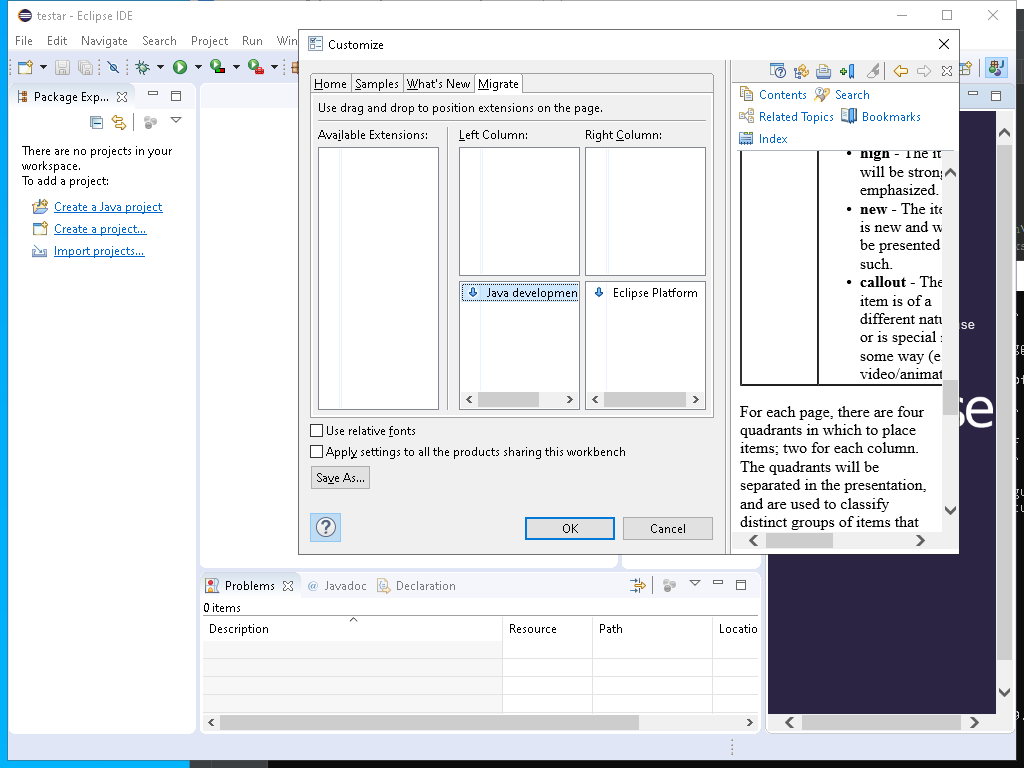 testar - Eclipse IDE
File Edit Navigate Search Project Run Win
Customize
Home Samples What's New Migrate
Use drag and drop to position extensions on the page.
Available Extensions: Left Column: Right Column:
Java developmen
Eclipse Platform
Use relative fonts
Apply settings to all the products sharing this workbench
Save As...
OK Cancel
Contents Search
Related Topics Bookmarks
Index
• high - The it
will be strong
emphasized.
• new - The ite
is new and w
be presented
such.
• callout - The
item is of a
different natu
or is special i
some way (e
video/animat
For each page, there are four
quadrants in which to place
items; two for each column.
The quadrants will be
separated in the presentation,
and are used to classify
distinct groups of items that
Package Exp...
There are no projects in your
workspace.
To add a project:
Create a Java project
Create a project...
Import projects...
Problems @ Javadoc Declaration
0 items
Description Resource Path Locatio